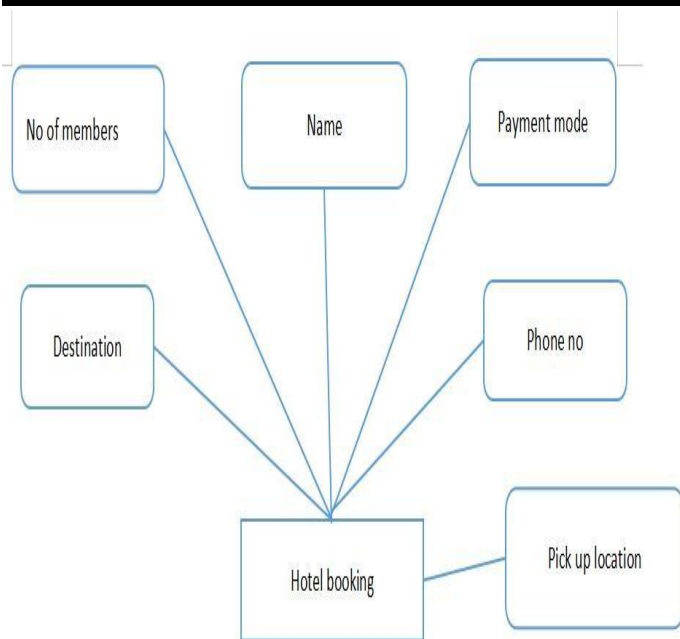 No of members
Name
Payment mode
Destination
Phone no
Hotel booking
Pick up location